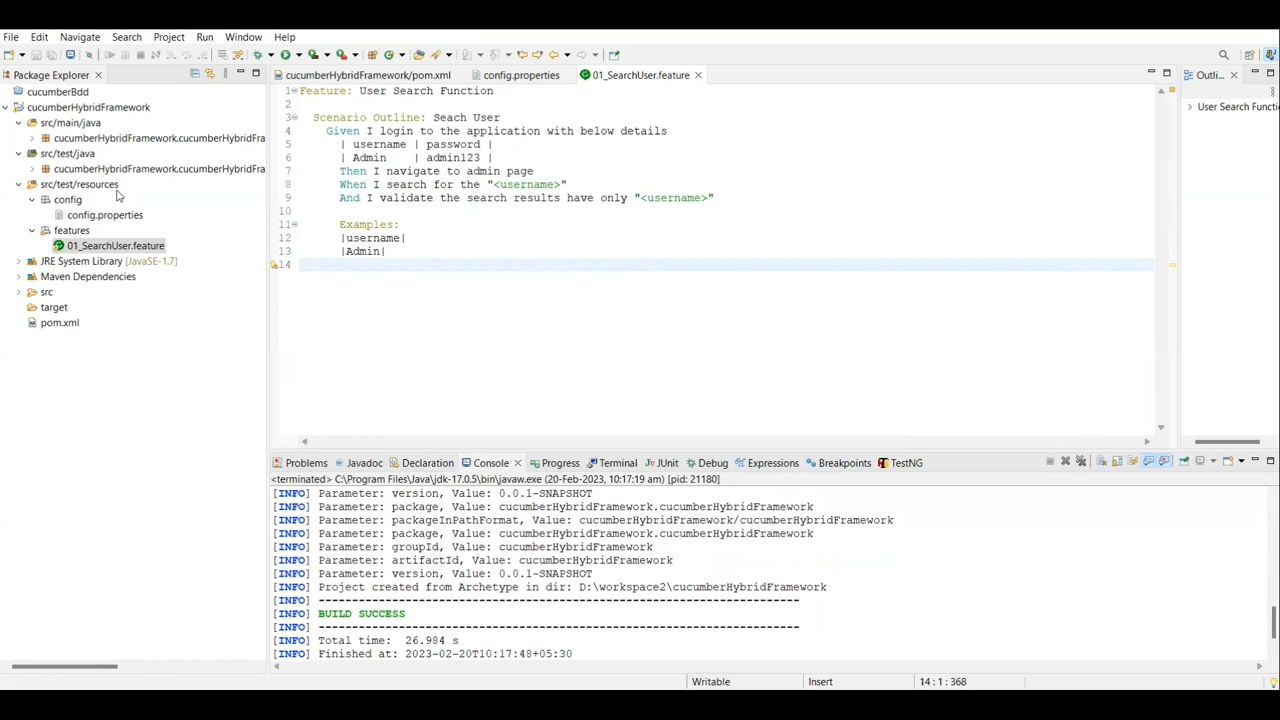 File Edit Navigate Search Project Run Window Help
Package Explorer
cucumberBdd
cucumberHybridFramework
src/main/java
cucumberHybridFramework.cucumberHybridFra
src/test/java
cucumberHybridFramework.cucumberHybridFra
src/test/resources
config
config.properties
features
01_SearchUser.feature
JRE System Library [JavaSE-1.7]
Maven Dependencies
src
target
pom.xml
cucumberHybridFramework/pom.xml config.properties 01_SearchUser.feature
1 Feature: User Search Function
2
3 Scenario Outline: Seach User
4 Given I login to the application with below details
5 | username | password |
6 | Admin | admin123 |
7 Then I navigate to admin page
8 When I search for the "<username>"
9 And I validate the search results have only "<username>"
10
11 Examples:
12 |username|
13 |Admin|
14
Outli...
User Search Functio
Problems Javadoc Declaration Console Progress Terminal JUnit Debug Expressions Breakpoints TestNG
<terminated> C:\Program Files\Java\jdk-17.0.5\bin\javaw.exe (20-Feb-2023, 10:17:19 am) [pid: 21180]
[INFO] Parameter: version, Value: 0.0.1-SNAPSHOT
[INFO] Parameter: package, Value: cucumberHybridFramework.cucumberHybridFramework
[INFO] Parameter: packageInPathFormat, Value: cucumberHybridFramework/cucumberHybridFramework
[INFO] Parameter: package, Value: cucumberHybridFramework.cucumberHybridFramework
[INFO] Parameter: groupId, Value: cucumberHybridFramework
[INFO] Parameter: artifactId, Value: cucumberHybridFramework
[INFO] Parameter: version, Value: 0.0.1-SNAPSHOT
[INFO] Project created from Archetype in dir: D:\workspace2\cucumberHybridFramework
[INFO] ------------------------------------------------------------------------
[INFO] BUILD SUCCESS
[INFO] ------------------------------------------------------------------------
[INFO] Total time: 26.984 s
[INFO] Finished at: 2023-02-20T10:17:48+05:30
Writable Insert 14 : 1 : 368